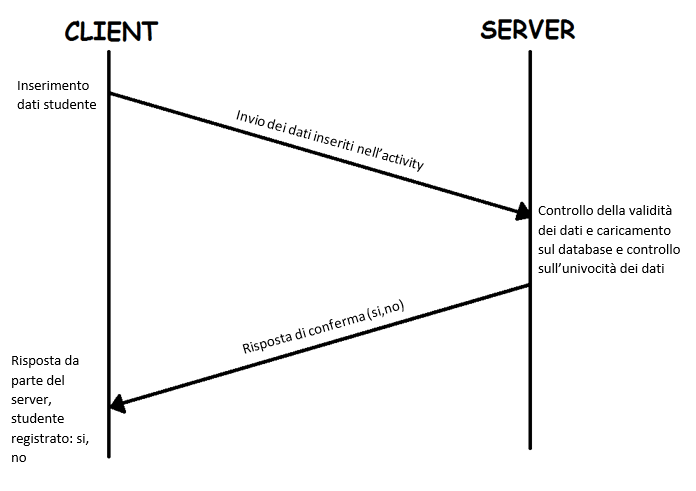 CLIENT
SERVER
Inserimento
dati studente
Invio dei dati inseriti nell'activity
Controllo della validità
dei dati e caricamento
sul database e controllo
sull'univocità dei dati
Risposta di conferma (si,no)
Risposta da
parte del
server,
studente
registrato: si,
no